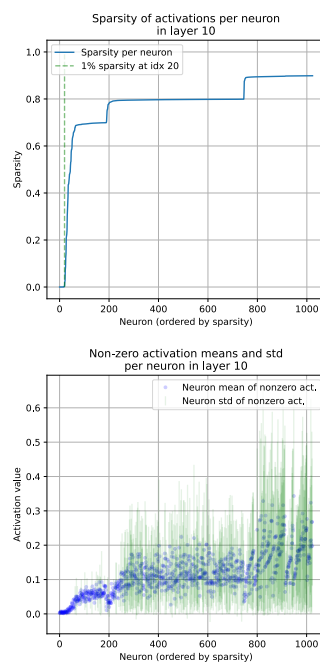 Sparsity of activations per neuron
in layer 10
1.0
0.8
0.6
0.4
0.2
0.0
Sparsity
Sparsity per neuron
1% sparsity at idx 20
0
200
400
600
800
1000
Neuron (ordered by sparsity)
Non-zero activation means and std
per neuron in layer 10
0.6
0.5
0.4
0.3
0.2
0.1
0.0
Activation value
Neuron mean of nonzero act.
Neuron std of nonzero act.
0
200
400
600
800
1000
Neuron (ordered by sparsity)